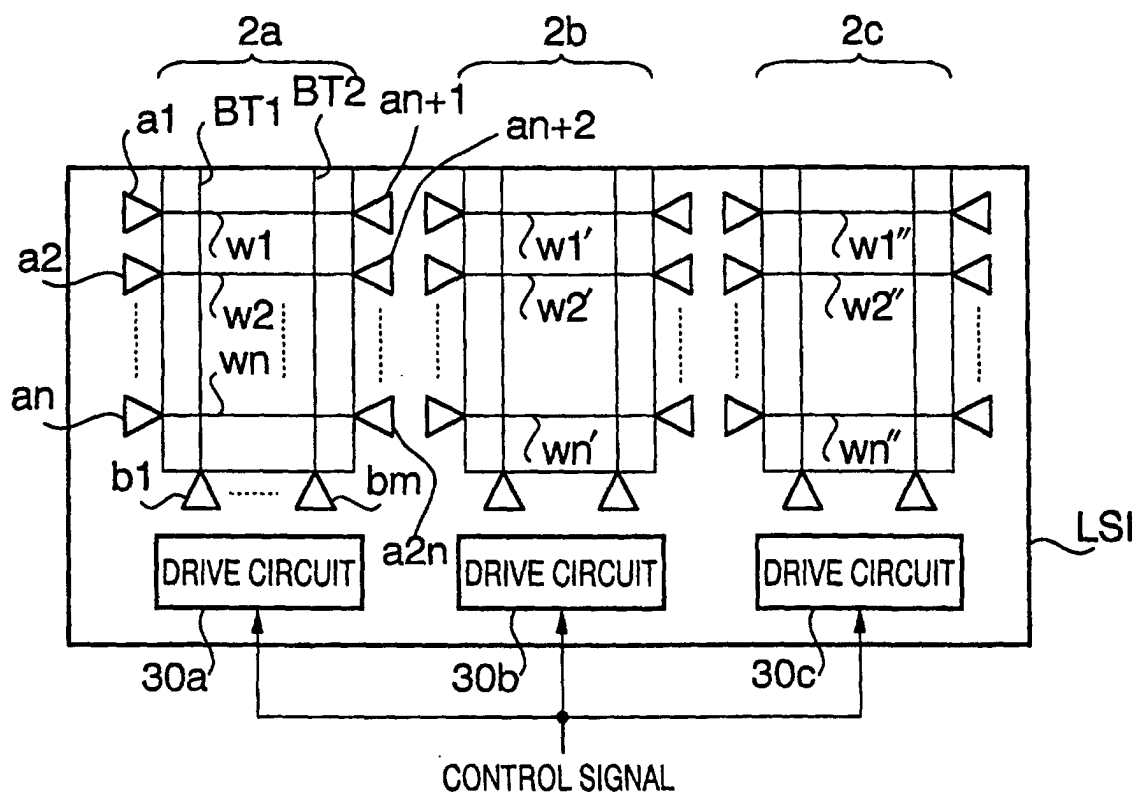 2a 2b 2c
a1 BT1 BT2 an+1 an+2
w1 w1′ w1″
a2
w2 w2′ w2″
wn
an
wn′ wn″
b1 bm
a2n
LSI
DRIVE CIRCUIT DRIVE CIRCUIT DRIVE CIRCUIT
30a 30b 30c
CONTROL SIGNAL